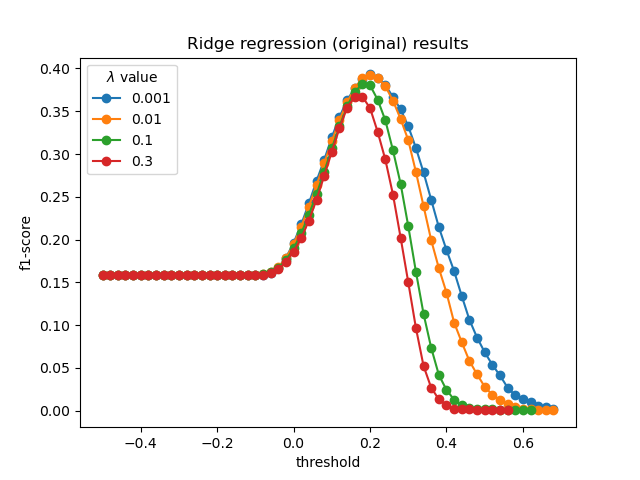 Ridge regression (original) results
λ value
0.001
0.01
0.1
0.3
f1-score
0.40
0.35
0.30
0.25
0.20
0.15
0.10
0.05
0.00
−0.4 −0.2 0.0 0.2 0.4 0.6
threshold